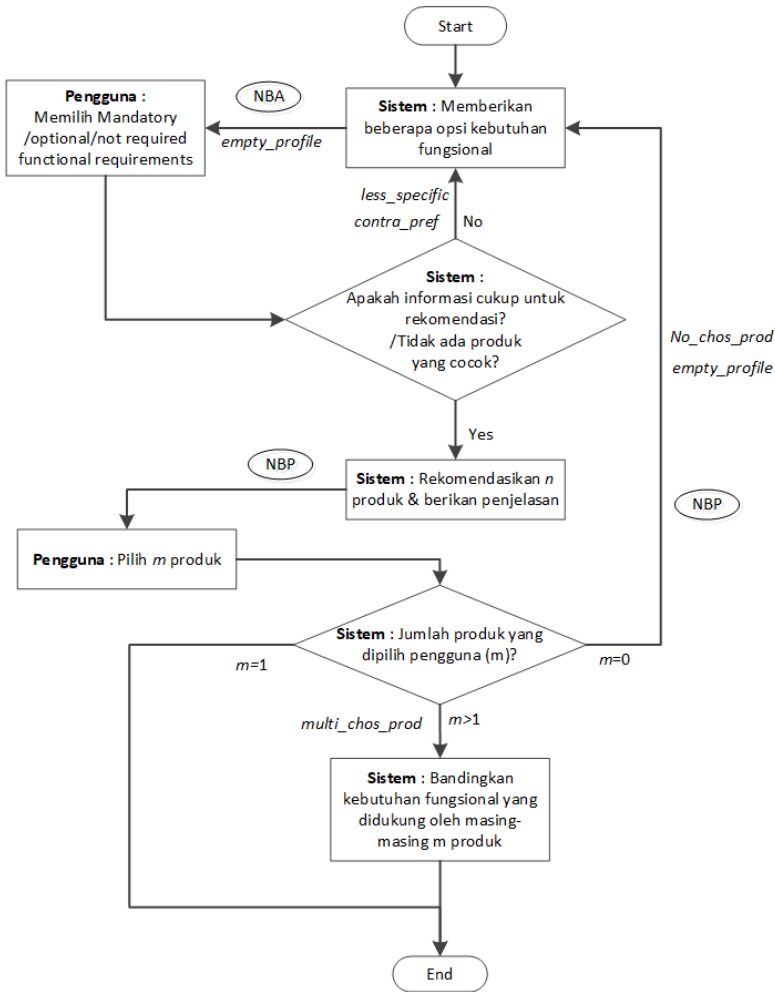 Start
Pengguna :
Memilih Mandatory
/optional/not required
functional requirements
NBA
empty_profile
Sistem : Memberikan
beberapa opsi kebutuhan
fungsional
less_specific
contra_pref
No
Sistem :
Apakah informasi cukup untuk
rekomendasi?
/Tidak ada produk
yang cocok?
No_chos_prod
empty_profile
Yes
NBP
Sistem : Rekomendasikan n
produk & berikan penjelasan
NBP
Pengguna : Pilih m produk
Sistem : Jumlah produk yang
dipilih pengguna (m)?
m=1
m=0
multi_chos_prod
m>1
Sistem : Bandingkan
kebutuhan fungsional yang
didukung oleh masing-
masing m produk
End